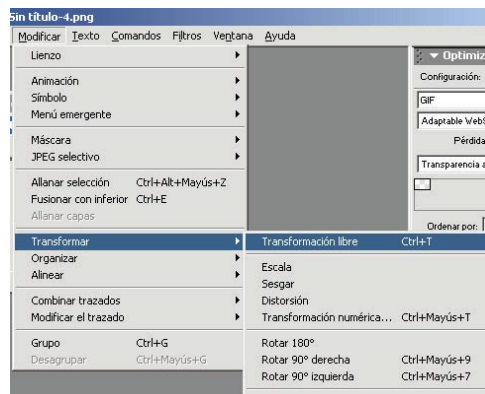 Sin título-4.png
Modificar Texto Comandos Filtros Ventana Ayuda
Lienzo
Animación
Símbolo
Menú emergente
Máscara
JPEG selectivo
Allanar selección Ctrl+Alt+Mayús+Z
Fusionar con inferior Ctrl+E
Allanar capas
Transformar
Organizar
Alinear
Combinar trazados
Modificar el trazado
Grupo Ctrl+G
Desagrupar Ctrl+Mayús+G
Transformación libre Ctrl+T
Escala
Sesgar
Distorsión
Transformación numérica... Ctrl+Mayús+T
Rotar 180°
Rotar 90° derecha Ctrl+Mayús+9
Rotar 90° izquierda Ctrl+Mayús+7
Optimiz
Configuración:
GIF
Adaptable WebS
Pérdida
Transparencia a
Ordenar por: